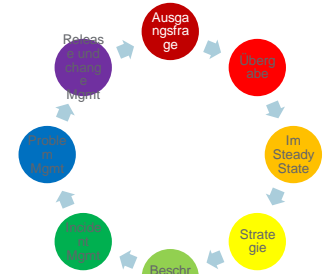 Ausga
ngsfra
ge
Überg
abe
Im
Steady
State
Strate
gie
Beschr
Incide
nt
Mgmt
Proble
m
Mgmt
Releas
e und
chang
e
Mgmt